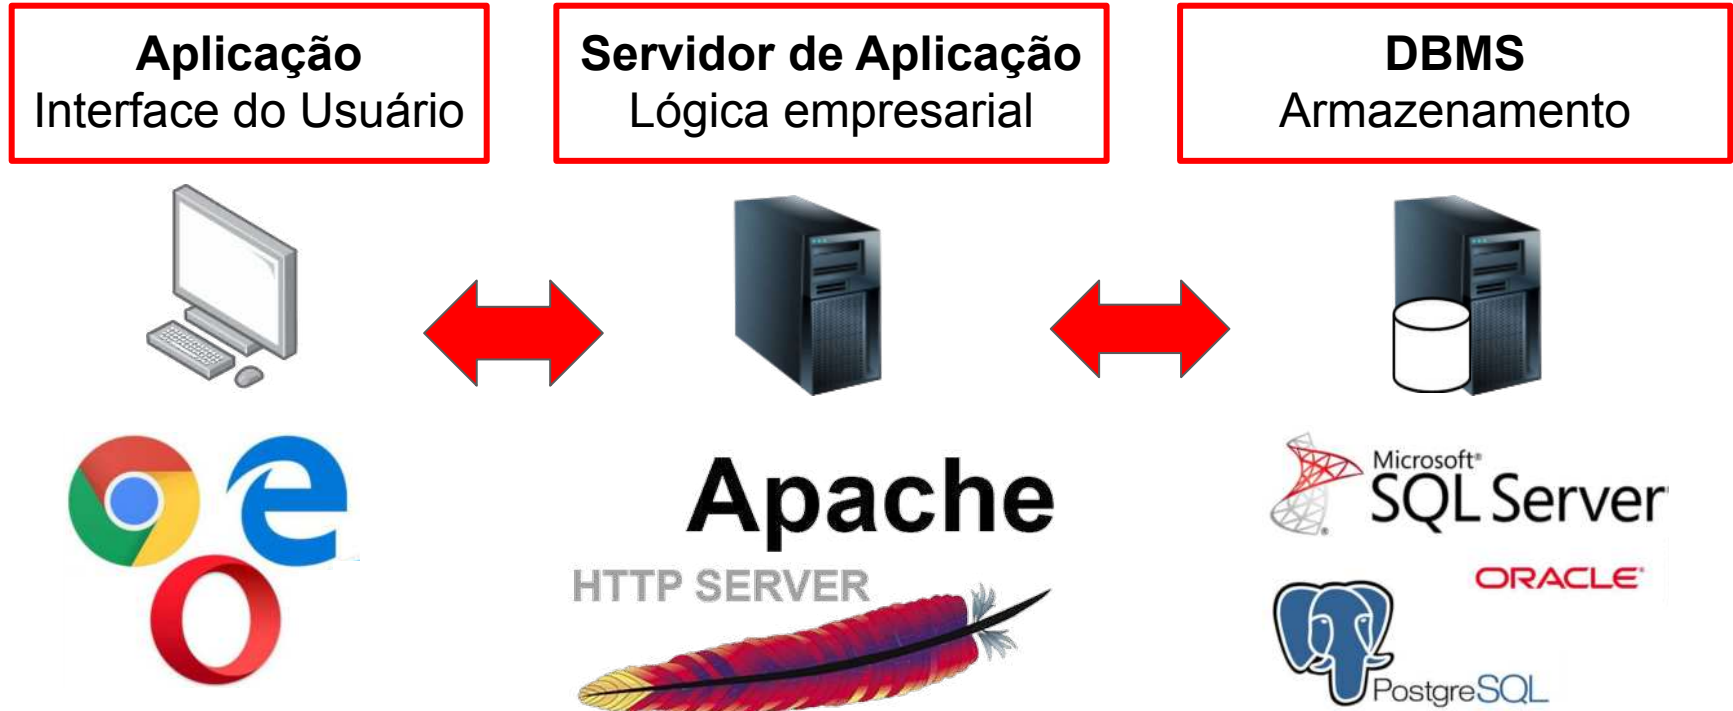 Aplicação
Interface do Usuário
Servidor de Aplicação
Lógica empresarial
DBMS
Armazenamento
Apache
HTTP SERVER
Microsoft®
SQL Server
ORACLE®
PostgreSQL